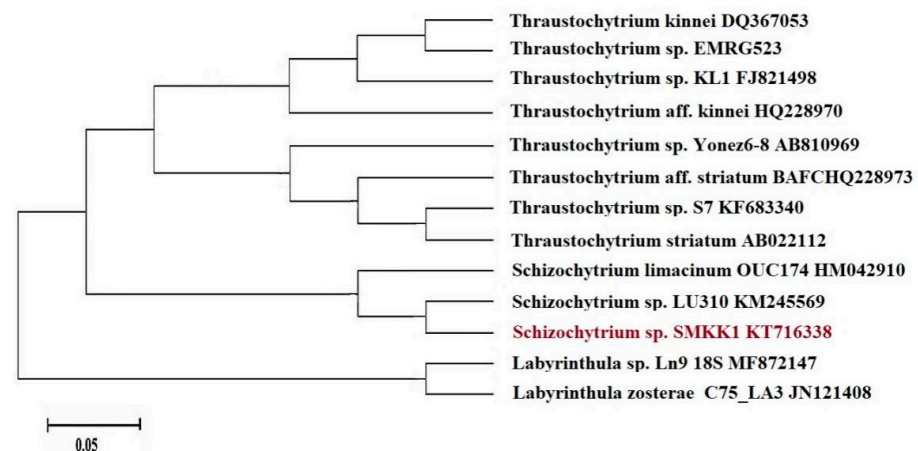 Thraustochytrium kinnei DQ367053
Thraustochytrium sp. EMRG523
Thraustochytrium sp. KL1 FJ821498
Thraustochytrium aff. kinnei HQ228970
Thraustochytrium sp. Yonez6-8 AB810969
Thraustochytrium aff. striatum BAFCHQ228973
Thraustochytrium sp. S7 KF683340
Thraustochytrium striatum AB022112
Schizochytrium limacinum OUC174 HM042910
Schizochytrium sp. LU310 KM245569
Schizochytrium sp. SMKK1 KT716338
Labyrinthula sp. Ln9 18S MF872147
Labyrinthula zosterae C75_LA3 JN121408
0.05